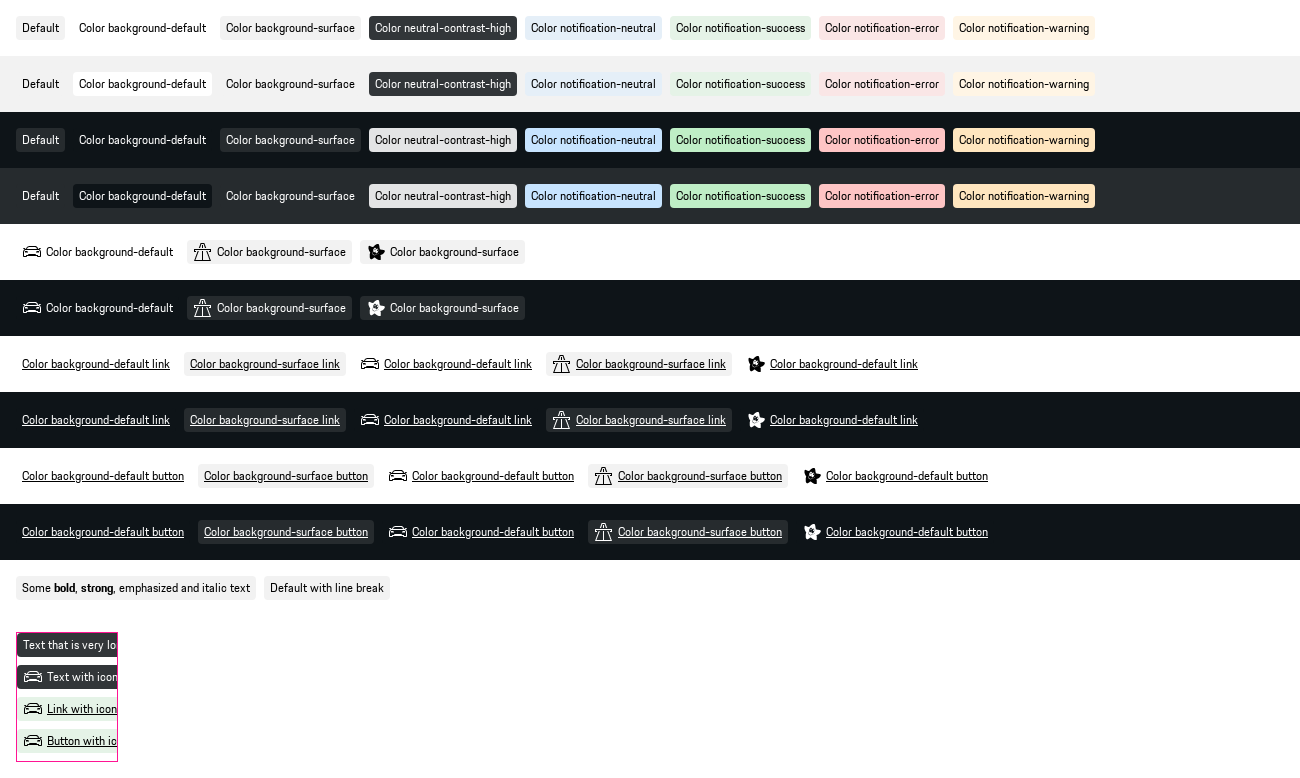 Default Color background-default Color background-surface Color neutral-contrast-high Color notification-neutral Color notification-success Color notification-error Color notification-warning
Default Color background-default Color background-surface Color neutral-contrast-high Color notification-neutral Color notification-success Color notification-error Color notification-warning
Default Color background-default Color background-surface Color neutral-contrast-high Color notification-neutral Color notification-success Color notification-error Color notification-warning
Default Color background-default Color background-surface Color neutral-contrast-high Color notification-neutral Color notification-success Color notification-error Color notification-warning
Color background-default Color background-surface Color background-surface
Color background-default Color background-surface Color background-surface
Color background-default link Color background-surface link Color background-default link Color background-surface link Color background-default link
Color background-default link Color background-surface link Color background-default link Color background-surface link Color background-default link
Color background-default button Color background-surface button Color background-default button Color background-surface button Color background-default button
Color background-default button Color background-surface button Color background-default button Color background-surface button Color background-default button
Some bold, strong, emphasized and italic text Default with line break
Text that is very lo
Text with icon
Link with icon
Button with ic